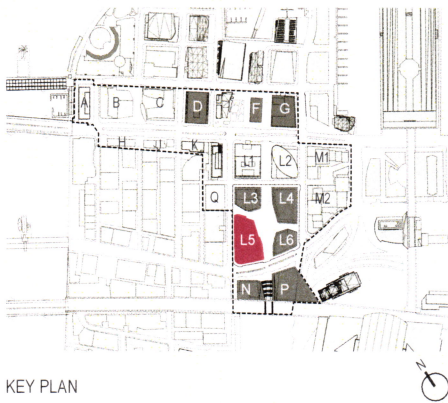 A B C D F G
H J K L1 L2 M1
Q L3 L4 M2
L5 L6
N P
KEY PLAN
N